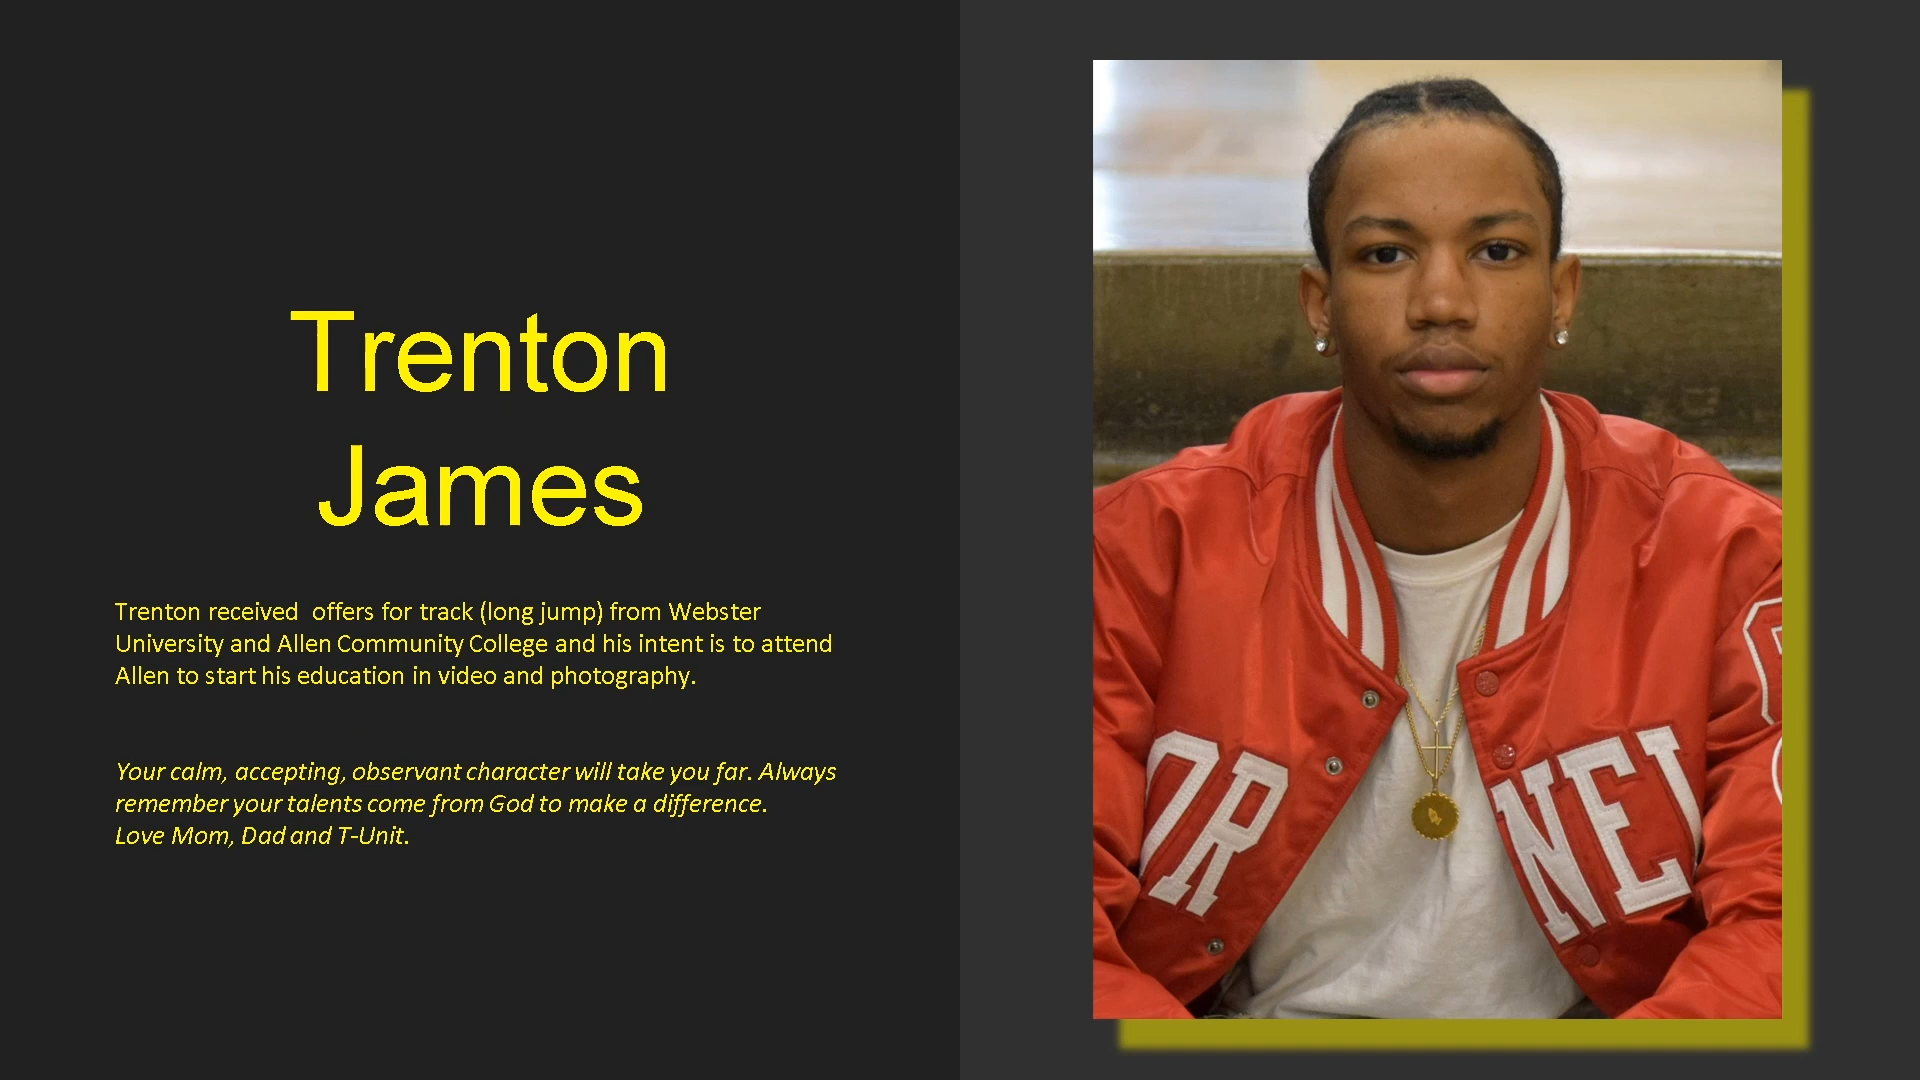 Trenton
James
Trenton received  offers for track (long jump) from Webster
University and Allen Community College and his intent is to attend
Allen to start his education in video and photography.
Your calm, accepting, observant character will take you far. Always
remember your talents come from God to make a difference.
Love Mom, Dad and T-Unit.
OR NEL